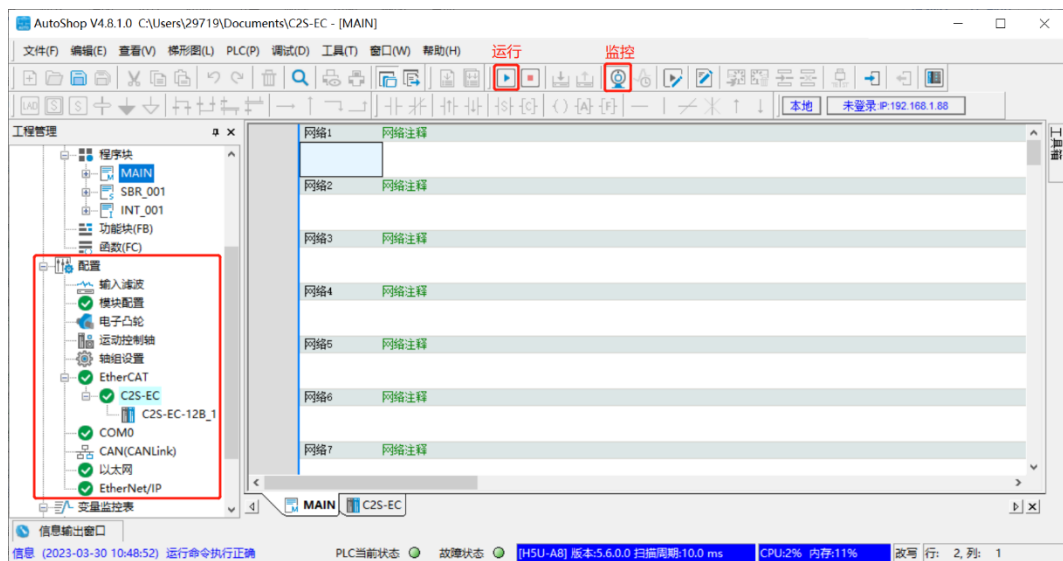 AutoShop V4.8.1.0 C:\Users\29719\Documents\C2S-EC - [MAIN]
文件(F) 编辑(E) 查看(V) 梯形图(L) PLC(P) 调试(D) 工具(T) 窗口(W) 帮助(H) 运行 监控
LAD S S S C A F 本地 未登录:IP:192.168.1.88
工程管理
程序块
MAIN
SBR_001
INT_001
功能块(FB)
函数(FC)
配置
输入滤波
模块配置
电子凸轮
运动控制轴
轴组设置
EtherCAT
C2S-EC
C2S-EC-12B_1
COM0
CAN(CANLink)
以太网
EtherNet/IP
变量监控表
网络1 网络注释
网络2 网络注释
网络3 网络注释
网络4 网络注释
网络5 网络注释
网络6 网络注释
网络7 网络注释
工具箱
MAIN C2S-EC
信息输出窗口
信息 (2023-03-30 10:48:52) 运行命令执行正确 PLC当前状态 故障状态 [H5U-A8] 版本:5.6.0.0 扫描周期:10.0 ms CPU:2% 内存:11% 改写 行: 2,列: 1